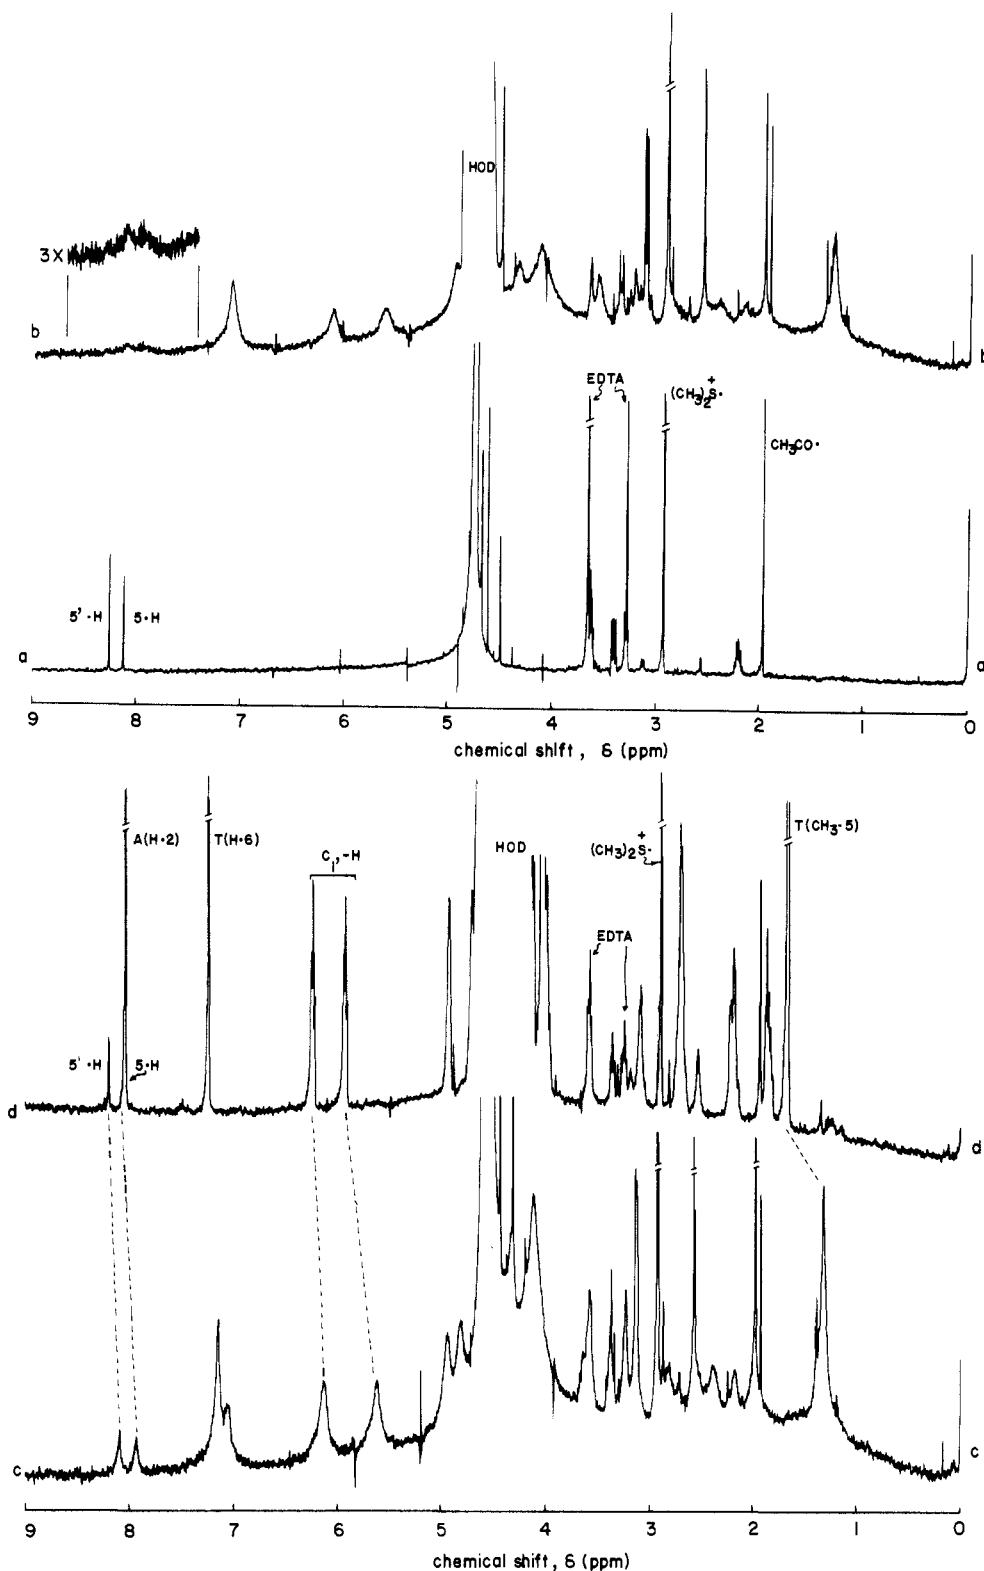 HOD
3X
b
b
EDTA
(CH3)2S+·
CH3CO·
5'·H
5·H
a
a
9 8 7 6 5 4 3 2 1 0
chemical shift, δ (ppm)
A(H·2)
T(H·6)
C1'-H
HOD
(CH3)2S+·
T(CH3·5)
EDTA
5'·H
5·H
d
d
c
c
9 8 7 6 5 4 3 2 1 0
chemical shift, δ (ppm)